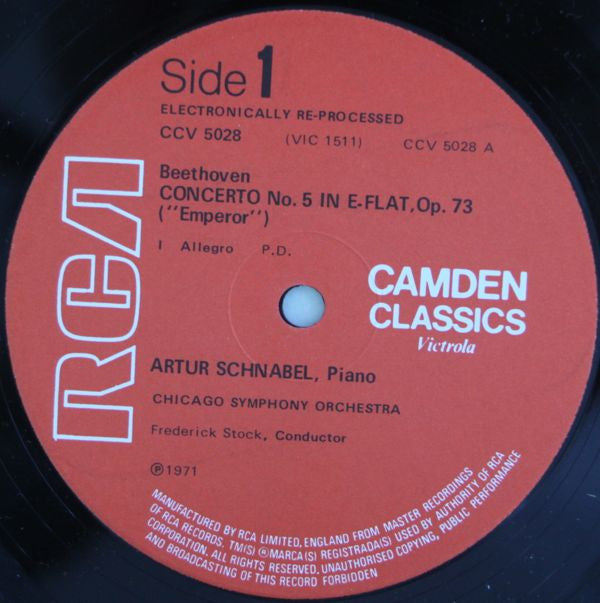 Side 1
ELECTRONICALLY RE-PROCESSED
CCV 5028 (VIC 1511) CCV 5028 A
Beethoven
CONCERTO No. 5 IN E-FLAT, Op. 73
("Emperor")
I Allegro P.D.
RCA
CAMDEN
CLASSICS
Victrola
ARTUR SCHNABEL, Piano
CHICAGO SYMPHONY ORCHESTRA
Frederick Stock, Conductor
℗1971
MANUFACTURED BY RCA LIMITED, ENGLAND FROM MASTER RECORDINGS
OF RCA RECORDS. TM(S) ® MARCA(S) REGISTRADA(S) USED BY AUTHORITY OF RCA
CORPORATION. ALL RIGHTS RESERVED. UNAUTHORISED COPYING, PUBLIC PERFORMANCE
AND BROADCASTING OF THIS RECORD FORBIDDEN